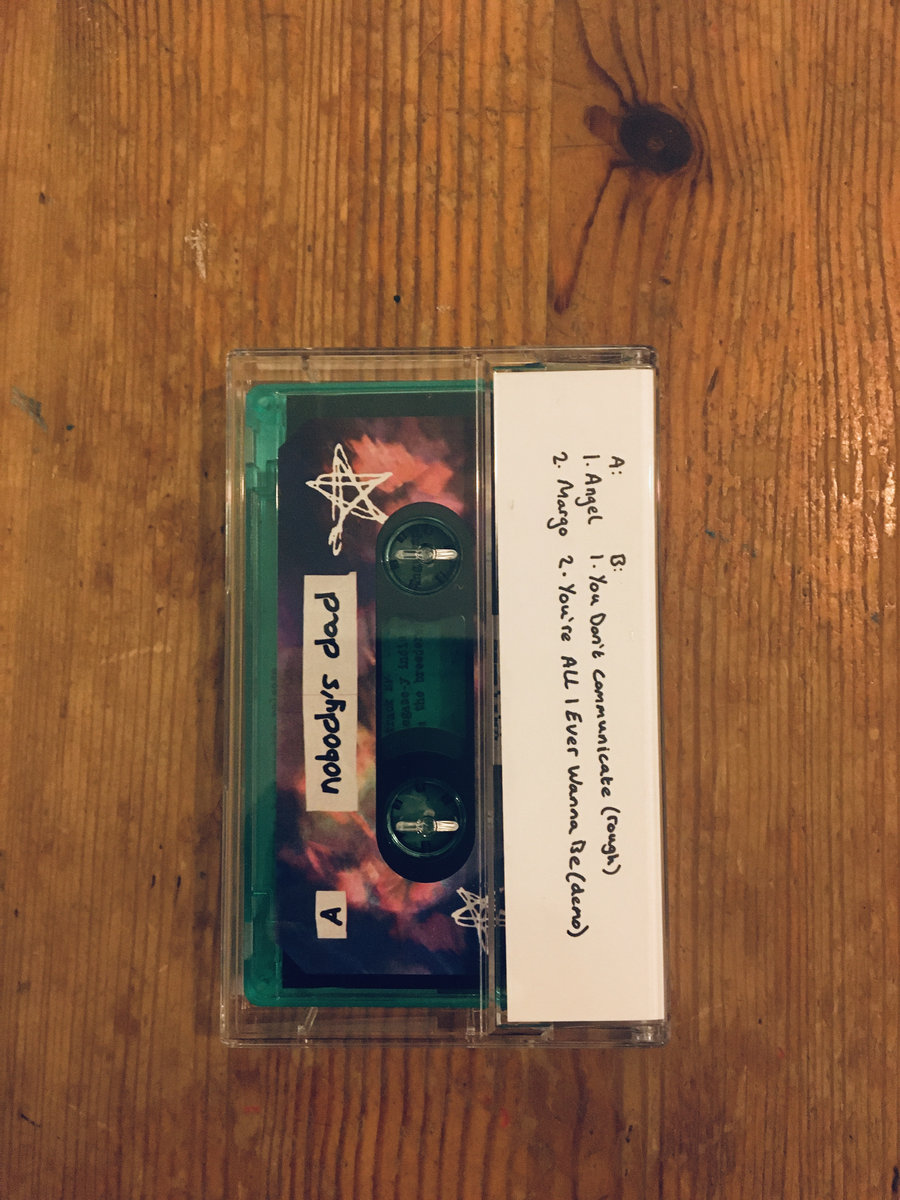 nobody's dad
A
A:
1. Angel
2. Margo
B:
1. You Don't Communicate (rough)
2. You're All I Ever Wanna Be (demo)